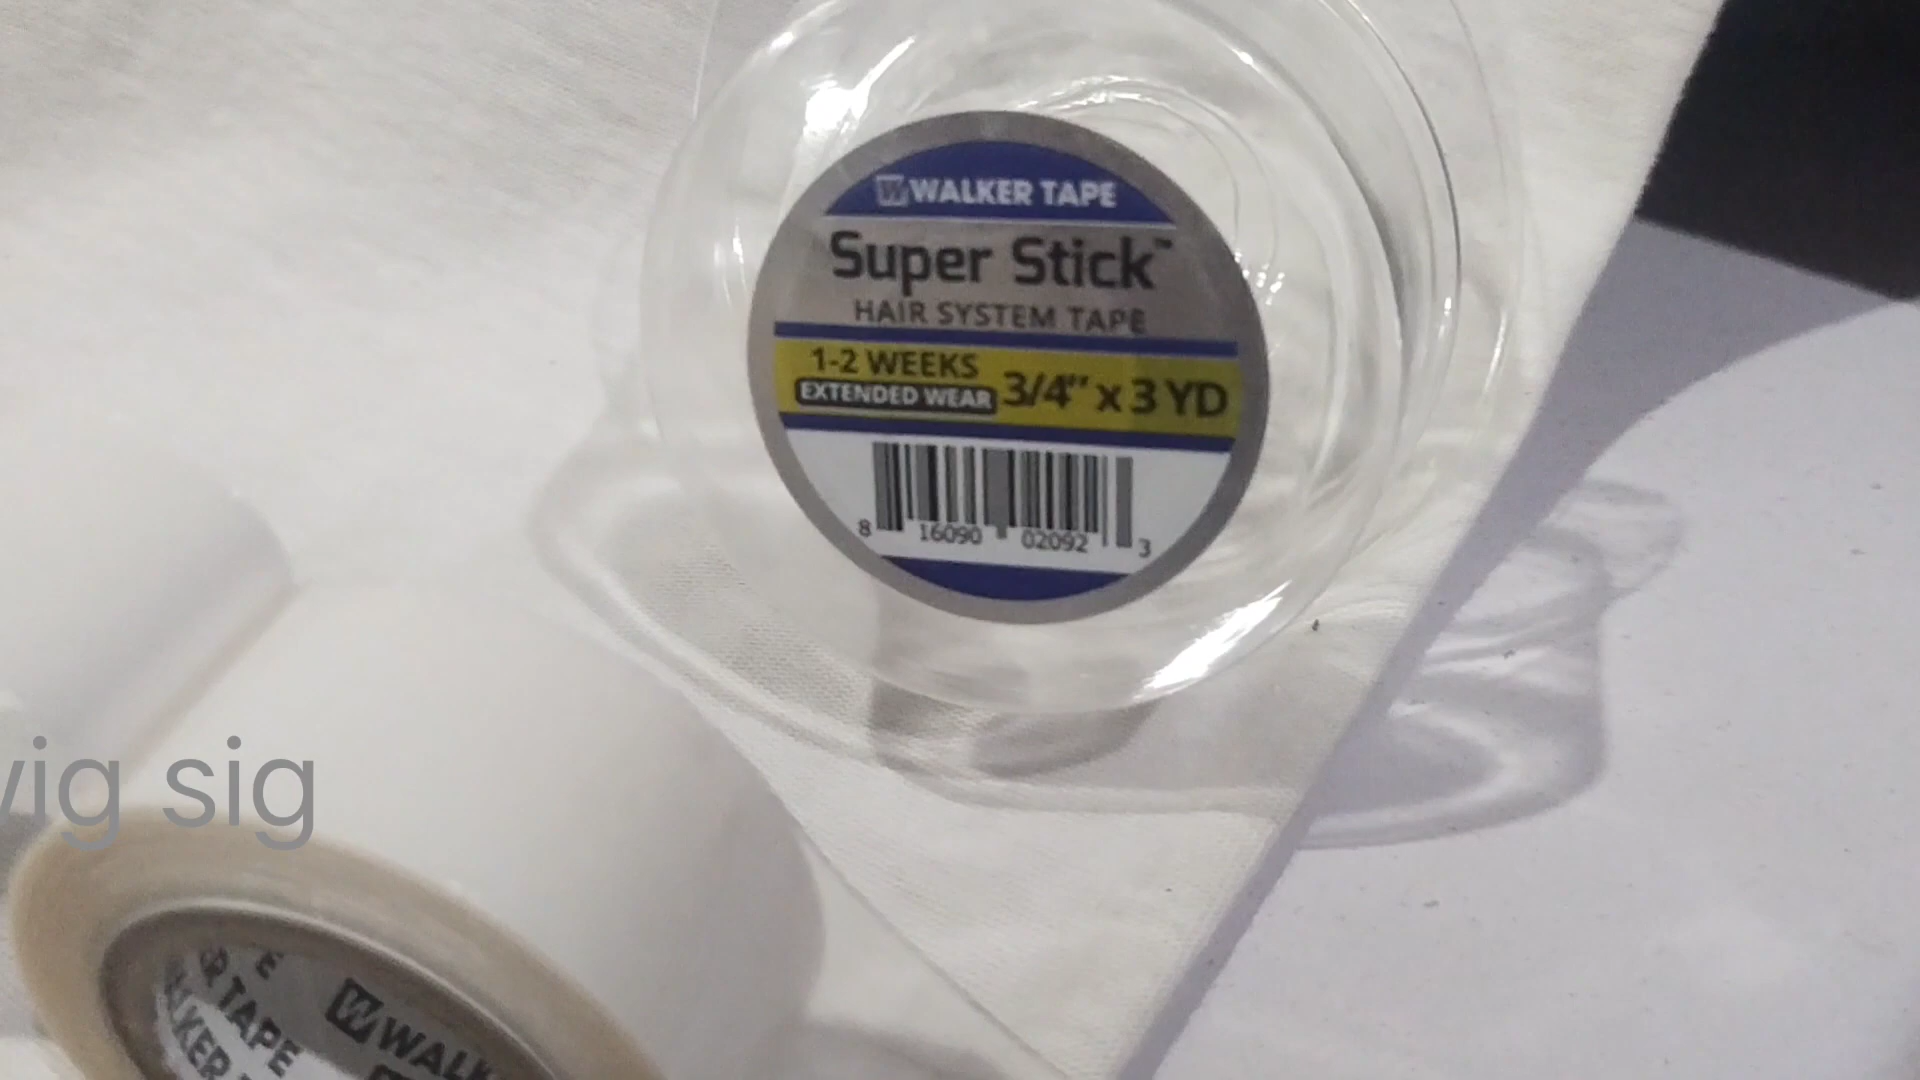 WALKER TAPE
Super Stick™
HAIR SYSTEM TAPE
1-2 WEEKS
EXTENDED WEAR
3/4" x 3 YD
8 16090 02092 3
sig
TAPE
WALKER